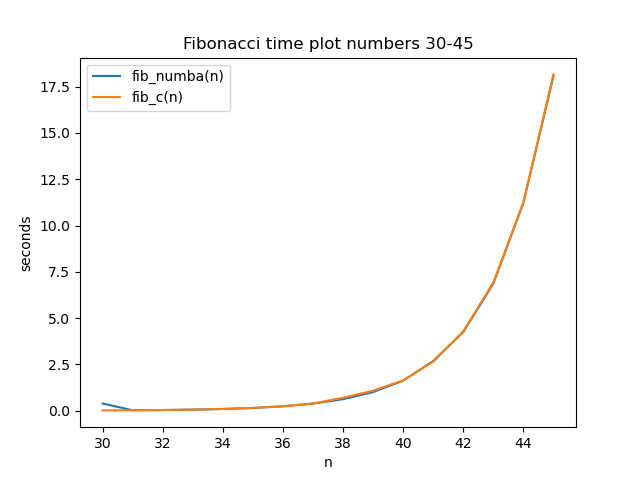 Fibonacci time plot numbers 30-45
fib_numba(n)
fib_c(n)
17.5
15.0
12.5
10.0
7.5
5.0
2.5
0.0
seconds
30 32 34 36 38 40 42 44
n